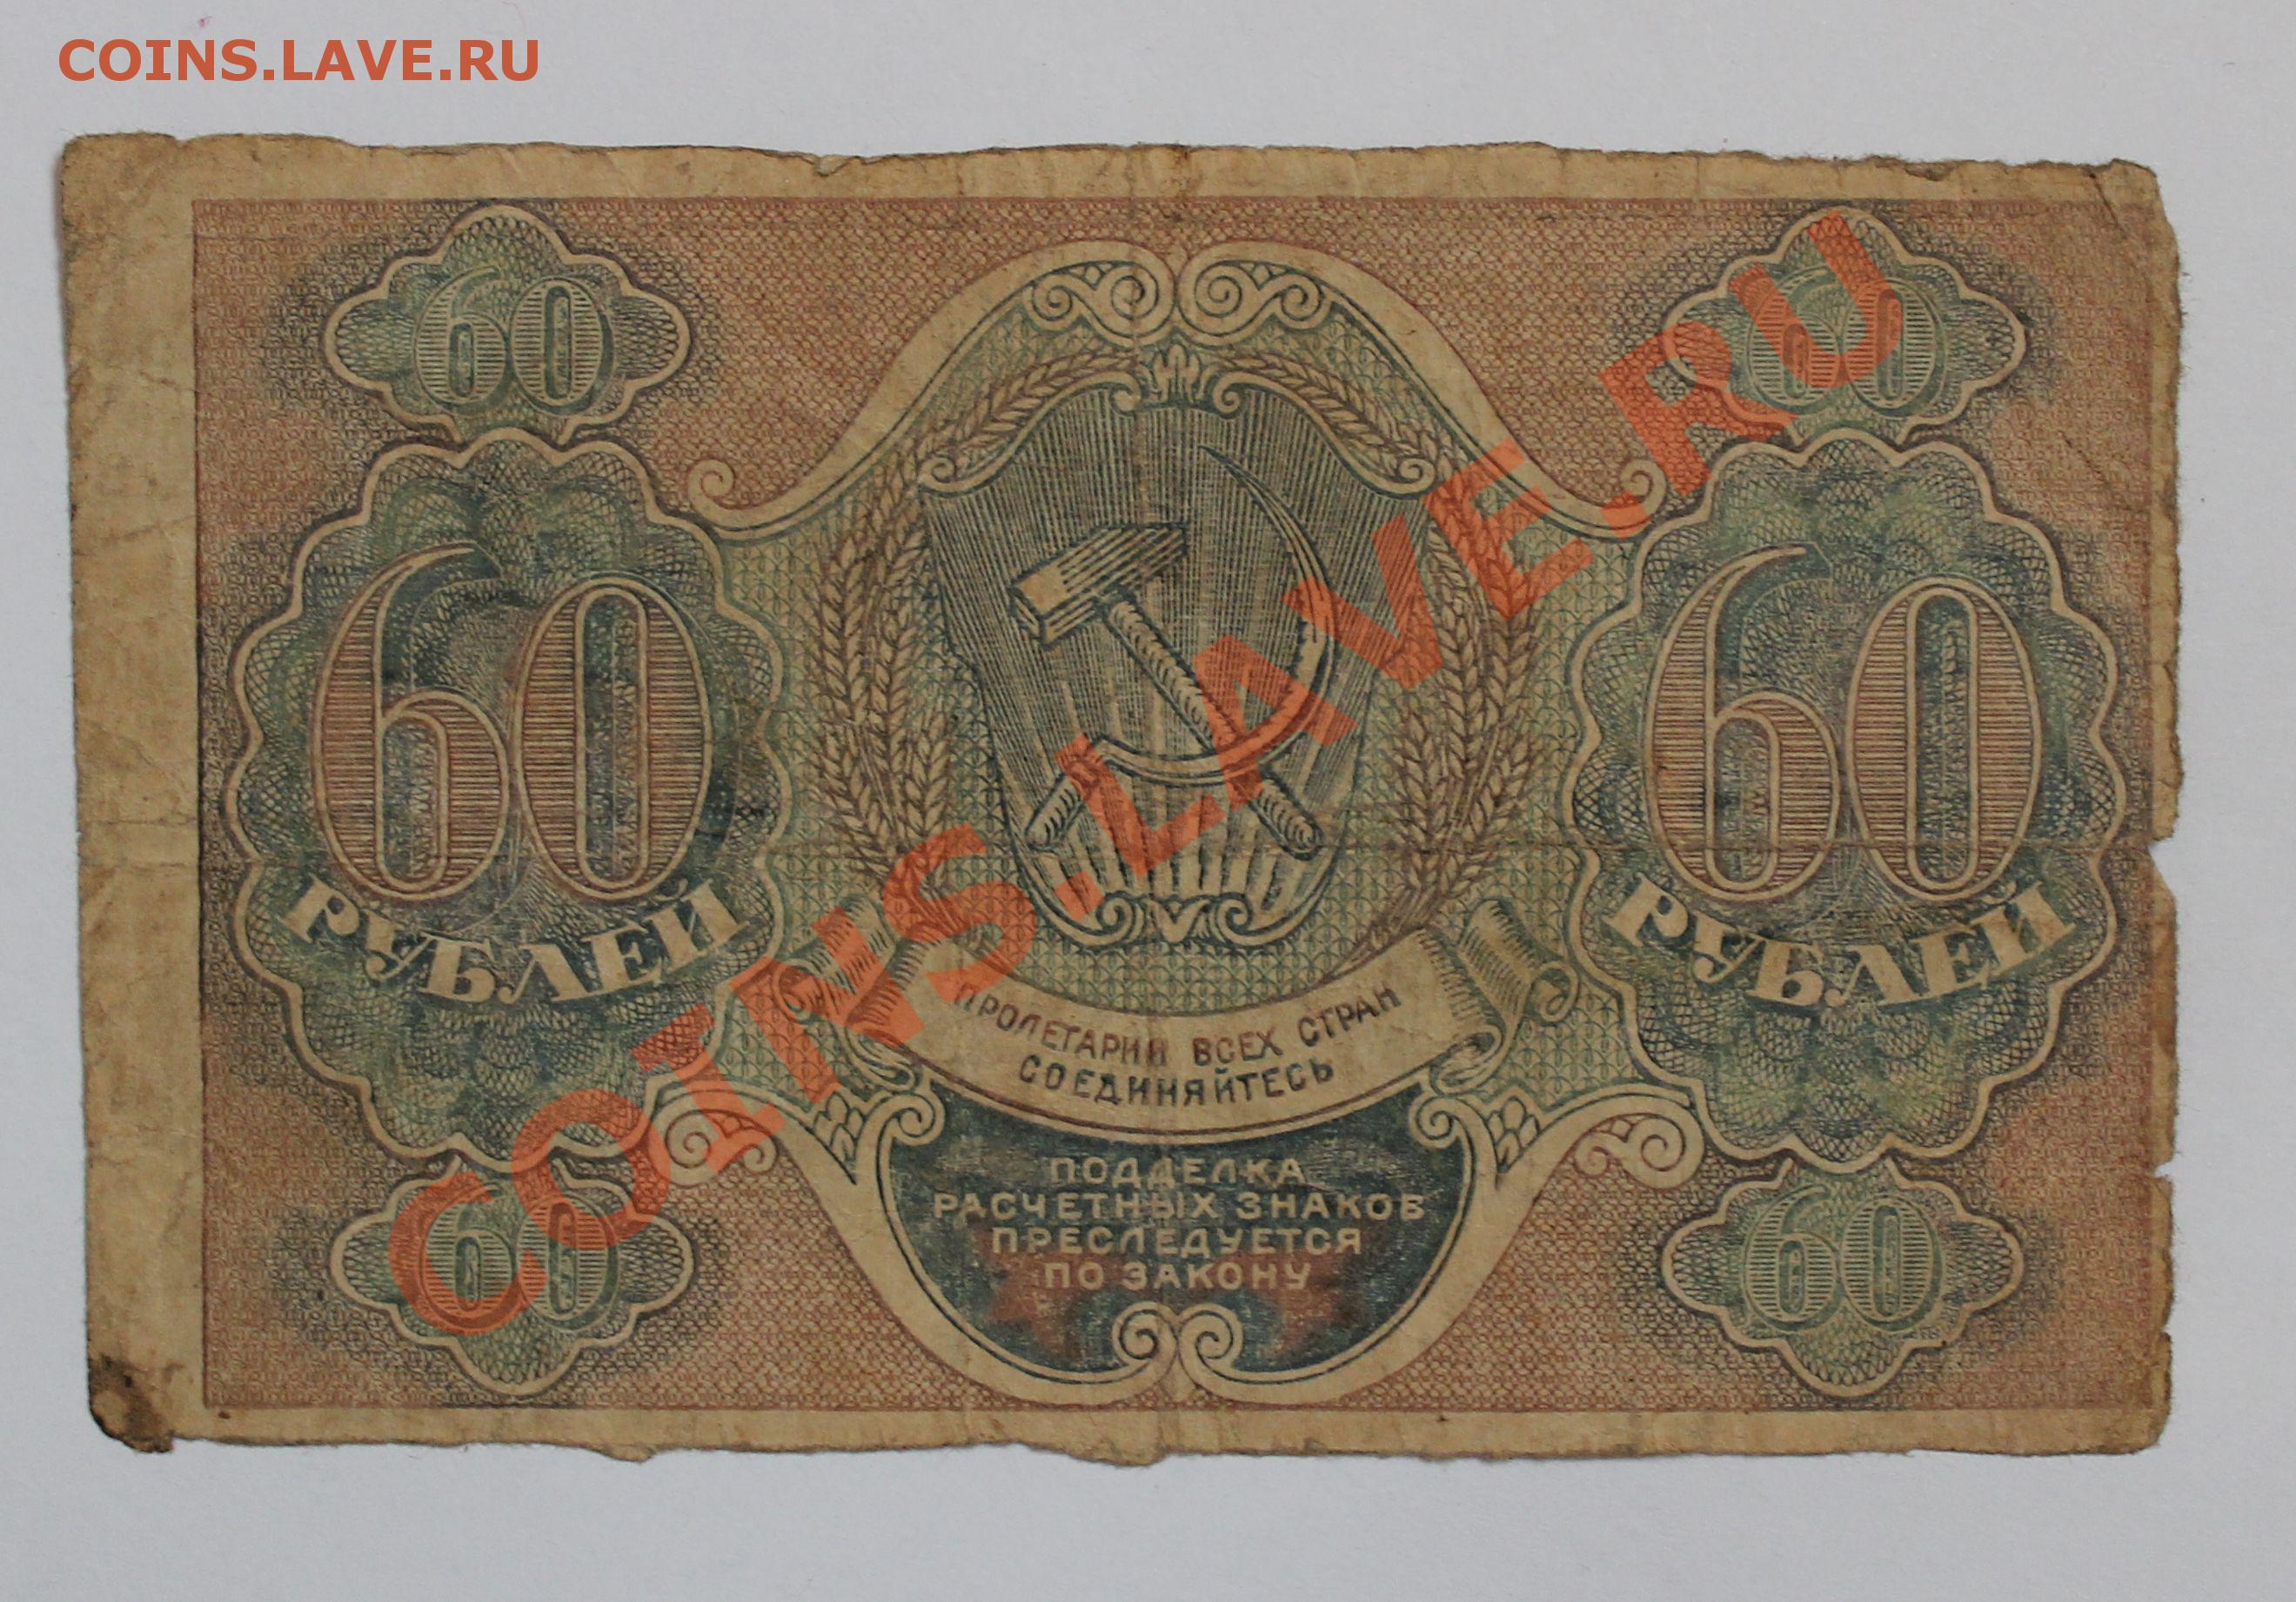 COINS.LAVE.RU
60
60
60
РУБЛЕЙ
60
РУБЛЕЙ
ПРОЛЕТАРИИ ВСЕХ СТРАН
СОЕДИНЯЙТЕСЬ
ПОДДЕЛКА
РАСЧЕТНЫХ ЗНАКОВ
ПРЕСЛЕДУЕТСЯ
ПО ЗАКОНУ
60
60
COINS.LAVE.RU